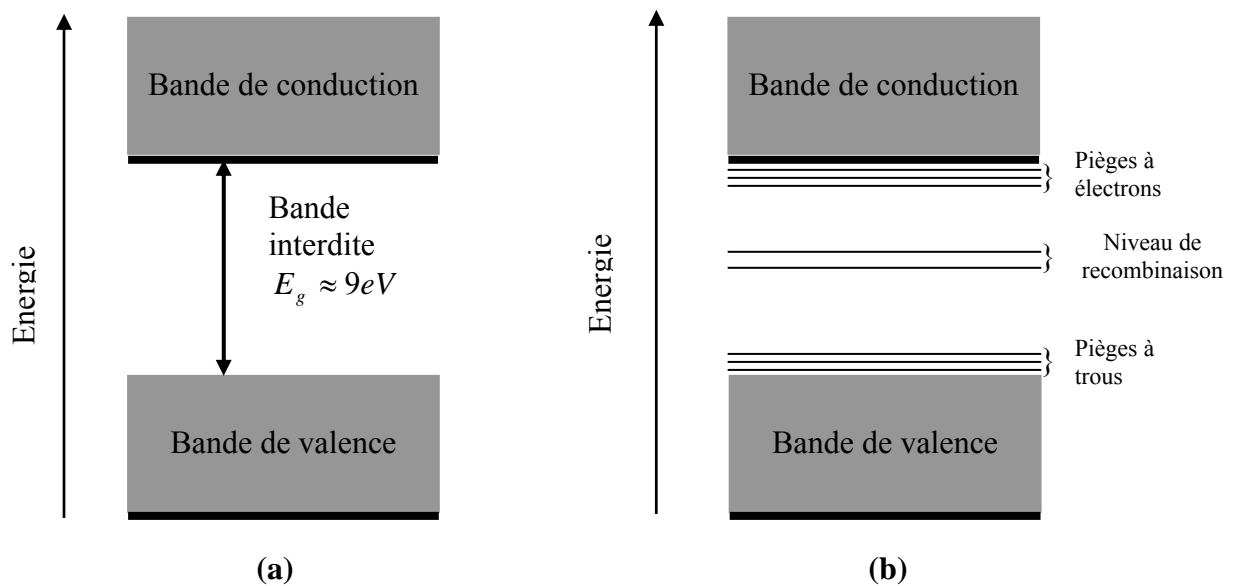 Energie
Bande de conduction
Bande
interdite
E_g ≈ 9eV
Bande de valence
(a)
Energie
Bande de conduction
Pièges à
électrons
Niveau de
recombinaison
Pièges à
trous
Bande de valence
(b)